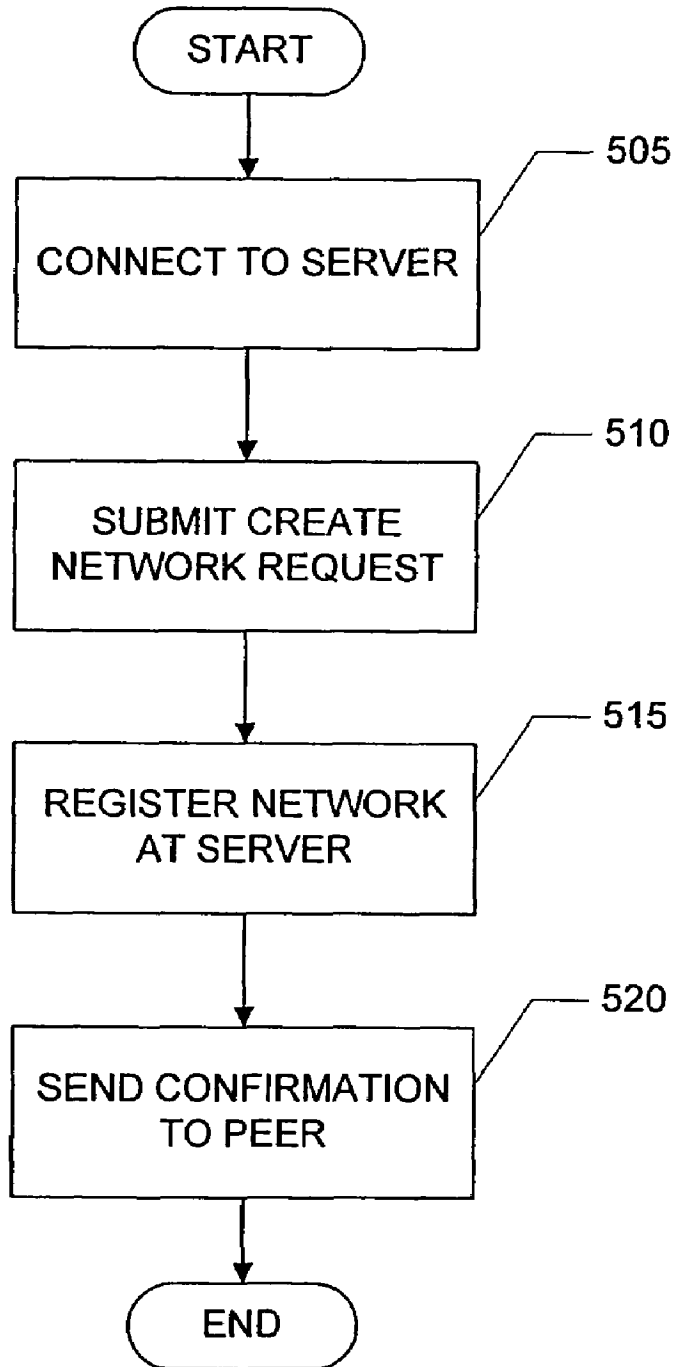 START
505
CONNECT TO SERVER
510
SUBMIT CREATE
NETWORK REQUEST
515
REGISTER NETWORK
AT SERVER
520
SEND CONFIRMATION
TO PEER
END